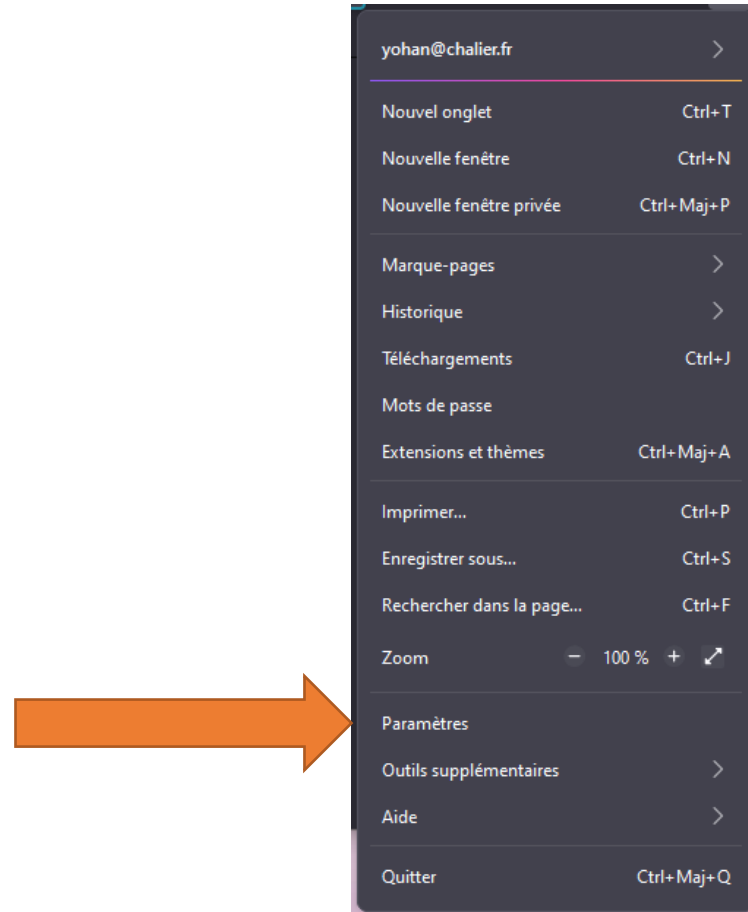 yohan@chalier.fr
Nouvel onglet Ctrl+T
Nouvelle fenêtre Ctrl+N
Nouvelle fenêtre privée Ctrl+Maj+P
Marque-pages
Historique
Téléchargements Ctrl+J
Mots de passe
Extensions et thèmes Ctrl+Maj+A
Imprimer... Ctrl+P
Enregistrer sous... Ctrl+S
Rechercher dans la page... Ctrl+F
Zoom − 100 % +
Paramètres
Outils supplémentaires
Aide
Quitter Ctrl+Maj+Q